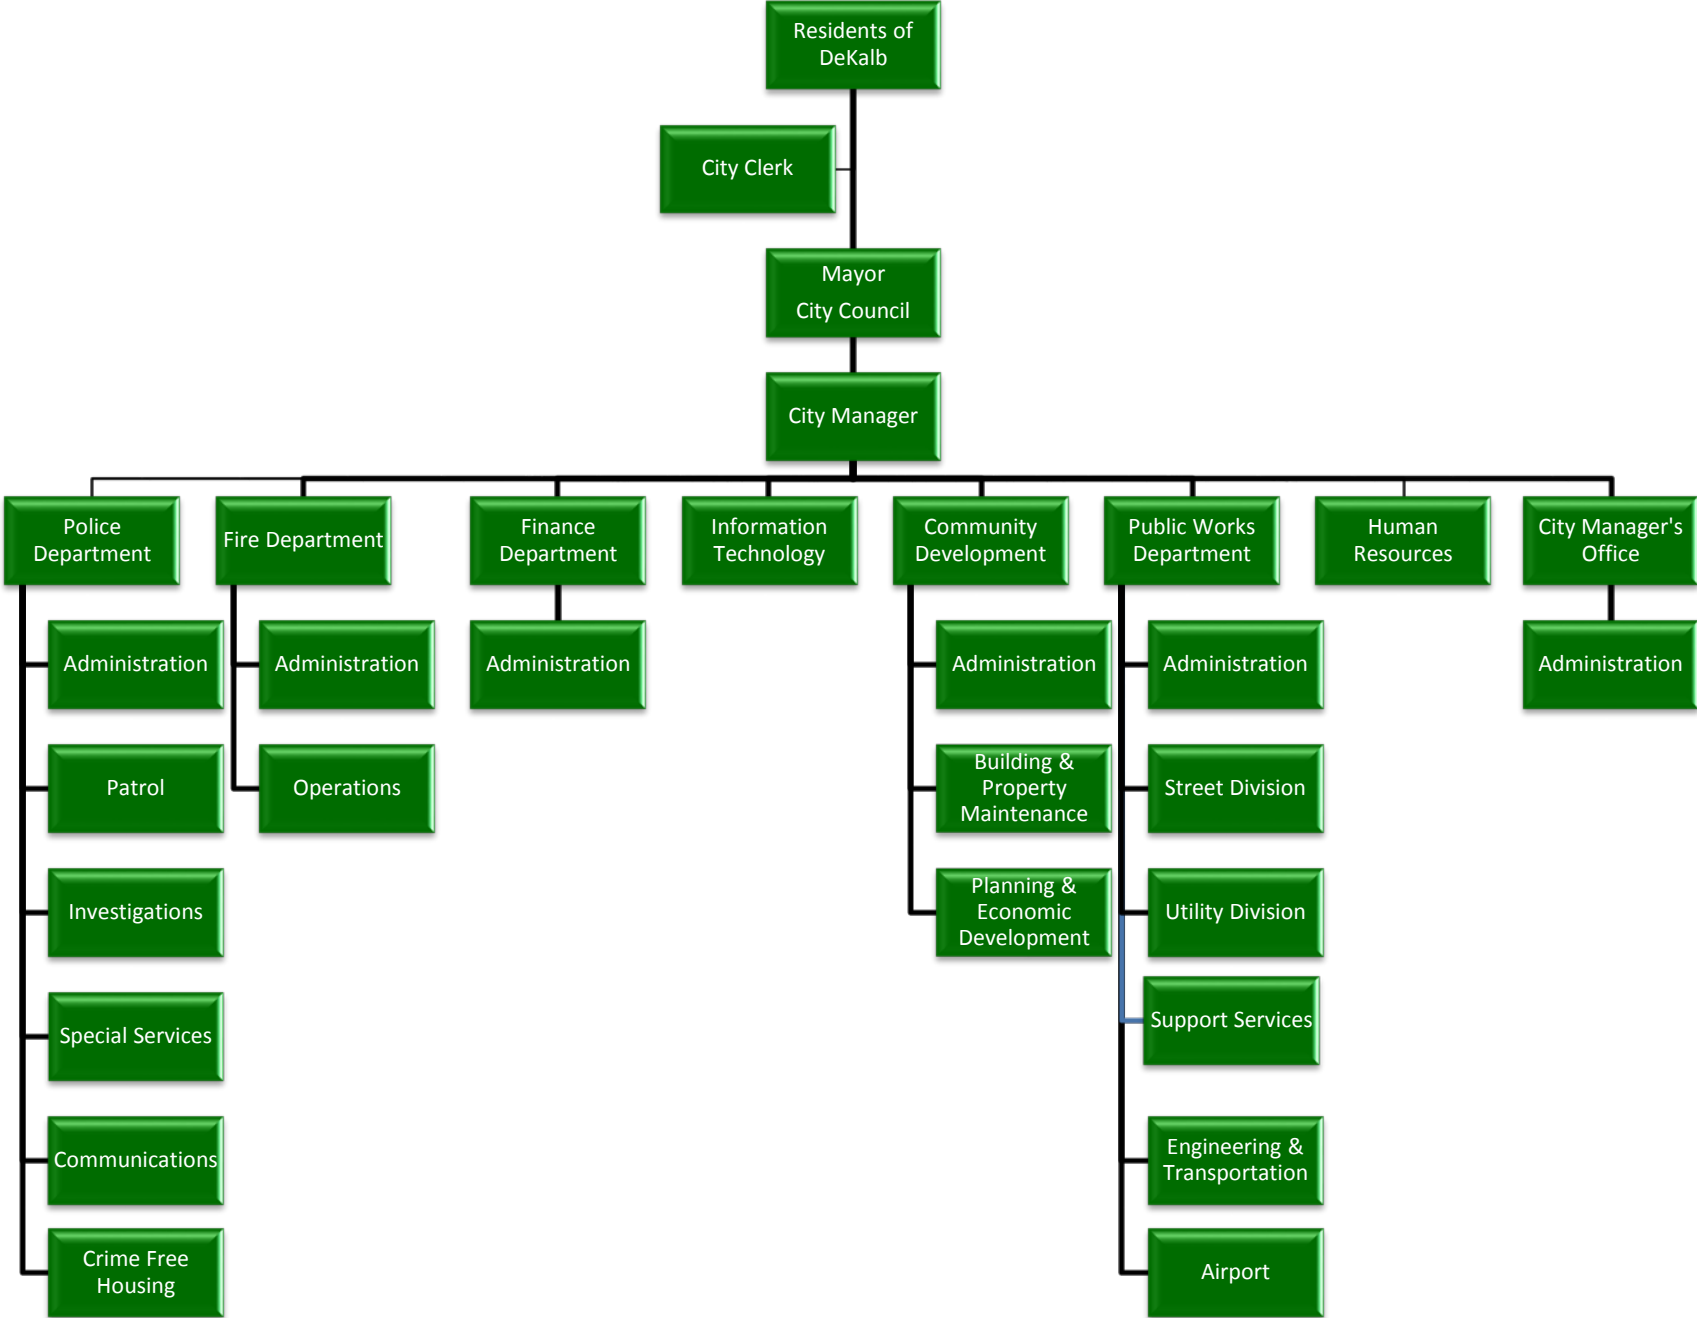 Residents of
DeKalb
City Clerk
Mayor
City Council
City Manager
Police
Department
Fire Department
Finance
Department
Information
Technology
Community
Development
Public Works
Department
Human
Resources
City Manager's
Office
Administration
Administration
Administration
Administration
Administration
Administration
Patrol
Operations
Building &
Property
Maintenance
Street Division
Investigations
Planning &
Economic
Development
Utility Division
Special Services
Support Services
Communications
Engineering &
Transportation
Crime Free
Housing
Airport